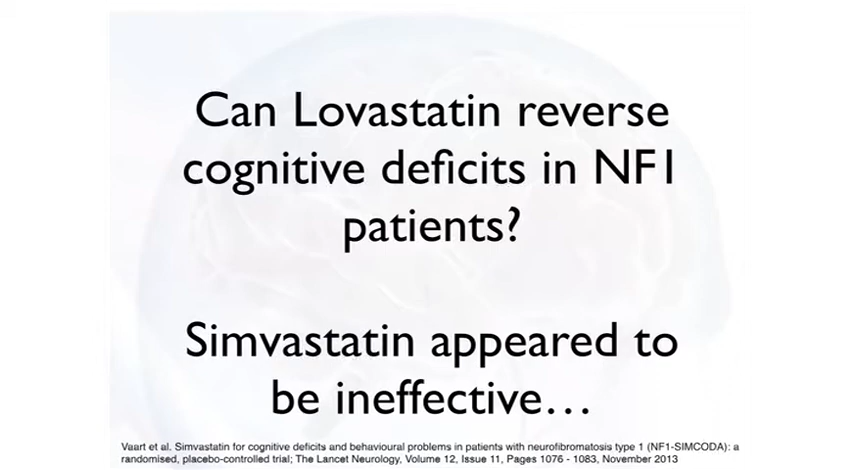 Can Lovastatin reverse
cognitive deficits in NF1
patients?
Simvastatin appeared to
be ineffective…
Vaart et al. Simvastatin for cognitive deficits and behavioural problems in patients with neurofibromatosis type 1 (NF1-SIMCODA): a
randomised, placebo-controlled trial; The Lancet Neurology, Volume 12, Issue 11, Pages 1076 - 1083, November 2013